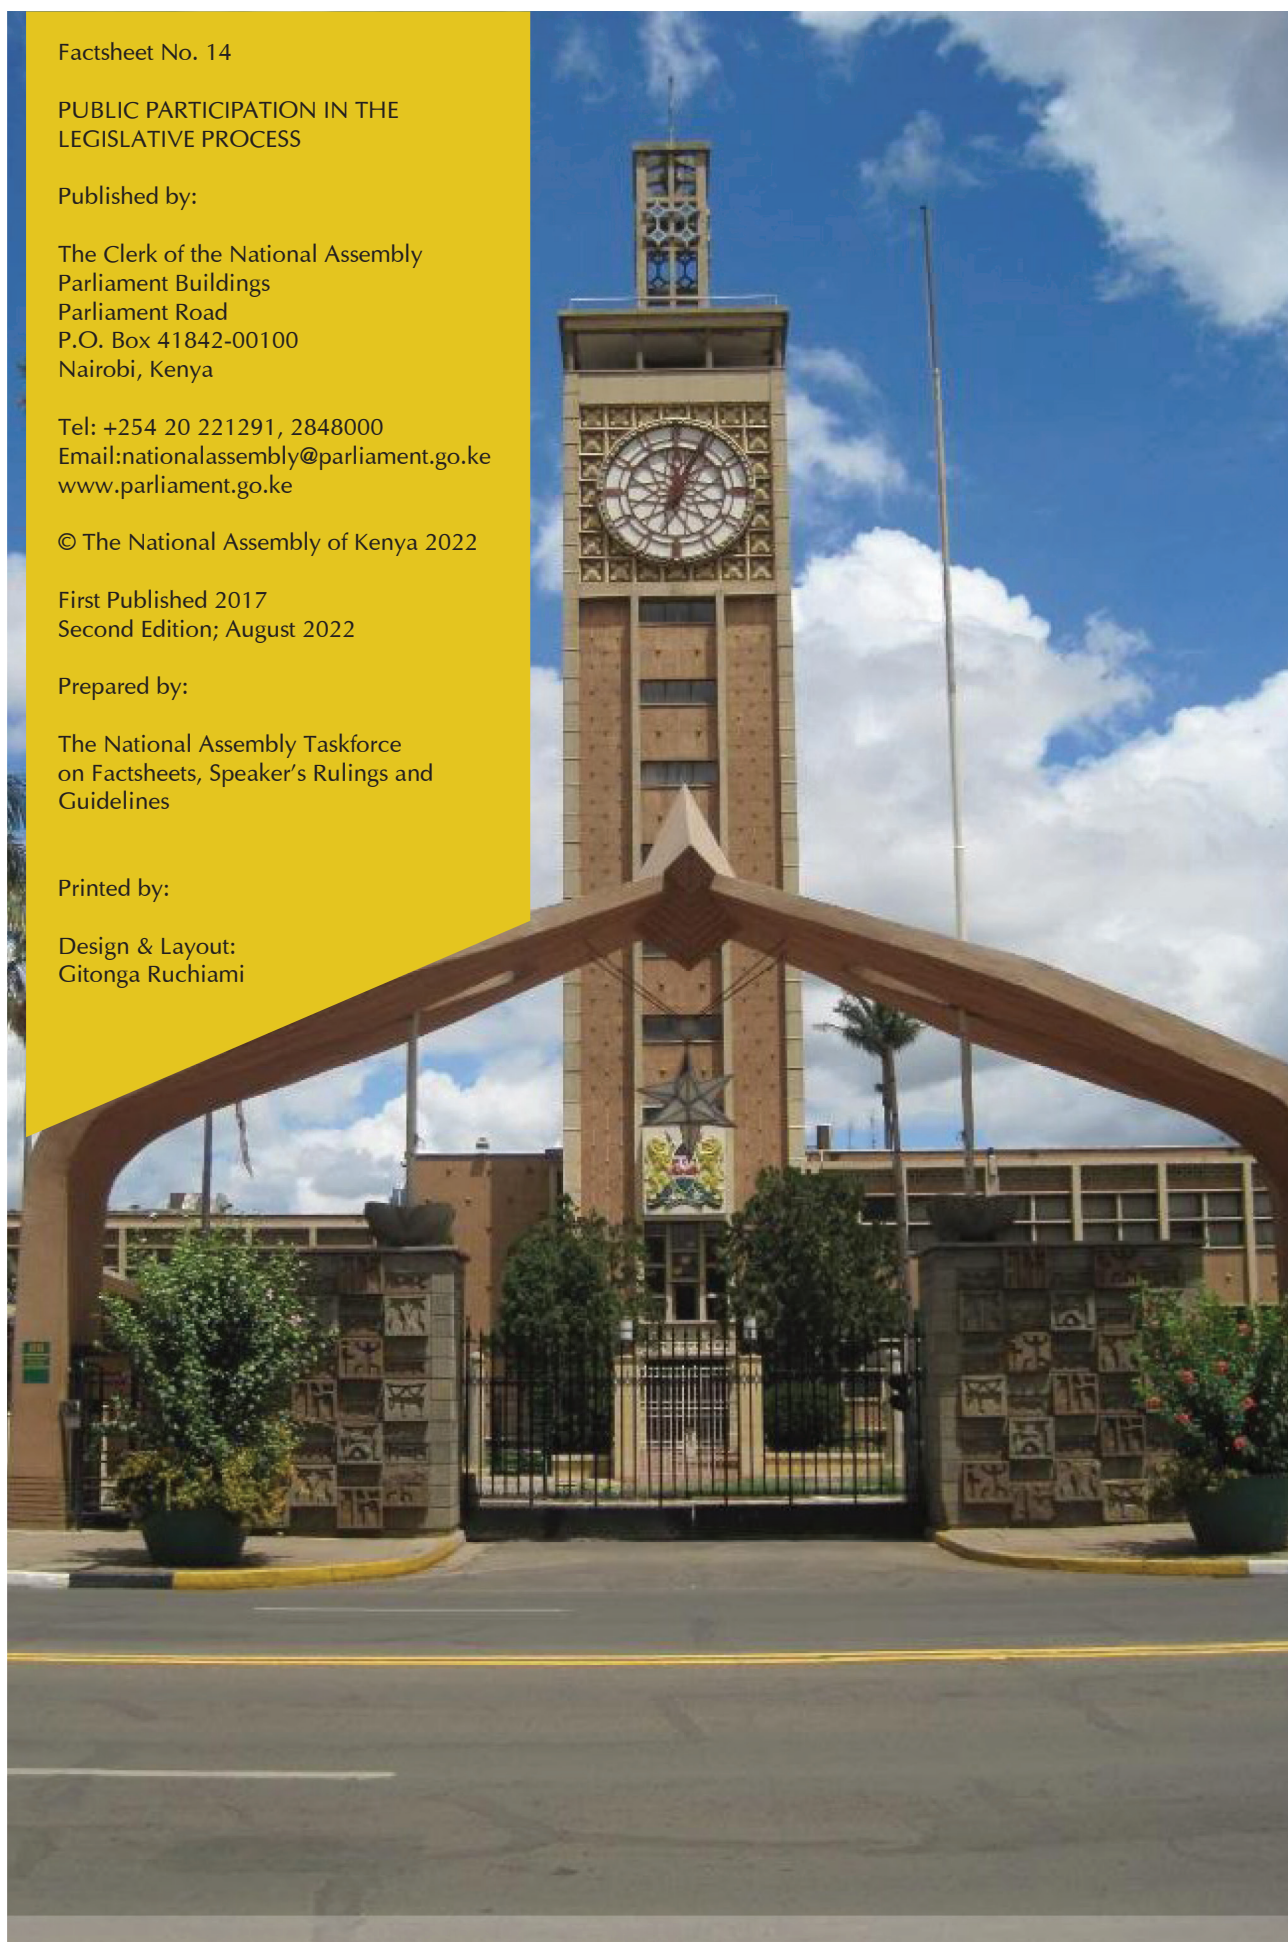 Factsheet No. 14
PUBLIC PARTICIPATION IN THE
LEGISLATIVE PROCESS
Published by:
The Clerk of the National Assembly
Parliament Buildings
Parliament Road
P.O. Box 41842-00100
Nairobi, Kenya
Tel: +254 20 221291, 2848000
Email:nationalassembly@parliament.go.ke
www.parliament.go.ke
© The National Assembly of Kenya 2022
First Published 2017
Second Edition; August 2022
Prepared by:
The National Assembly Taskforce
on Factsheets, Speaker’s Rulings and
Guidelines
Printed by:
Design & Layout:
Gitonga Ruchiami